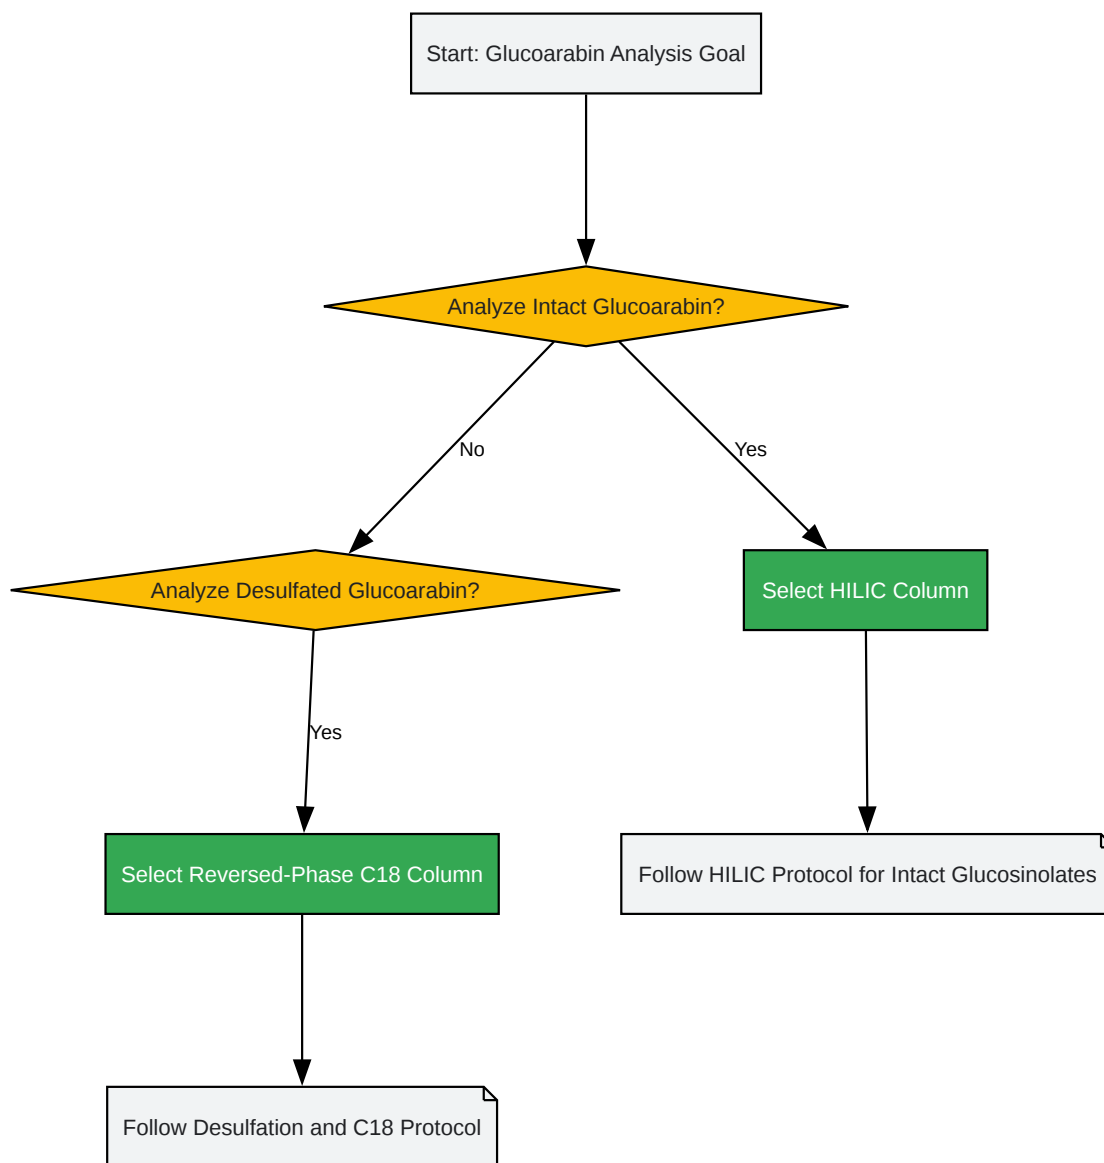 Start: Glucoarabin Analysis Goal
Analyze Intact Glucoarabin?
No
Yes
Analyze Desulfated Glucoarabin?
Select HILIC Column
Yes
Select Reversed-Phase C18 Column
Follow HILIC Protocol for Intact Glucosinolates
Follow Desulfation and C18 Protocol